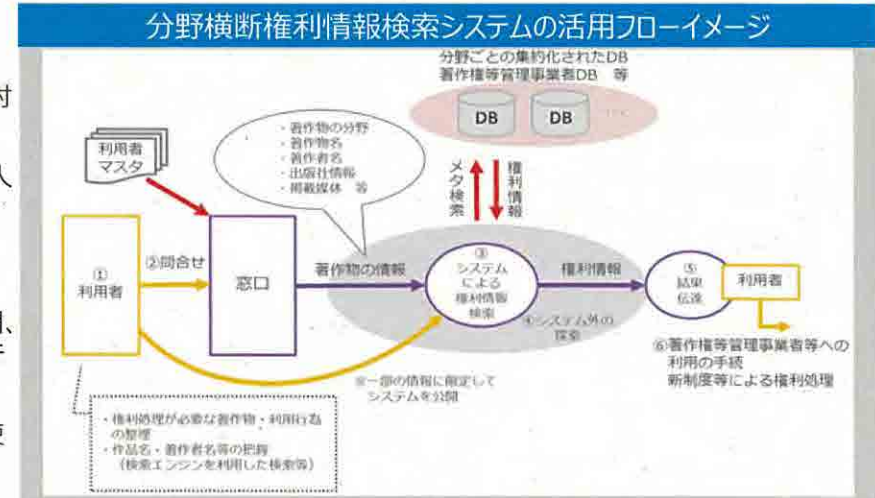 分野横断権利情報検索システムの活用フローイメージ
分野ごとの集約化されたDB
著作権等管理事業者DB 等
DB
DB
利用者
マスタ
・著作物の分野
・著作物名
・著作者名
・出版社情報
・掲載媒体 等
メタ検索
権利情報
①
利用者
②問合せ
窓口
著作物の情報
③
システム
による
権利情報
検索
権利情報
④システム外の
探索
⑤
結果
伝達
利用者
⑥著作権等管理事業者等への
利用の手続
新制度等による権利処理
※一部の情報に限定して
システムを公開
・権利処理が必要な著作物・利用行為
の整理
・作品名・著作者名等の把握
(検索エンジンを利用した検索等)